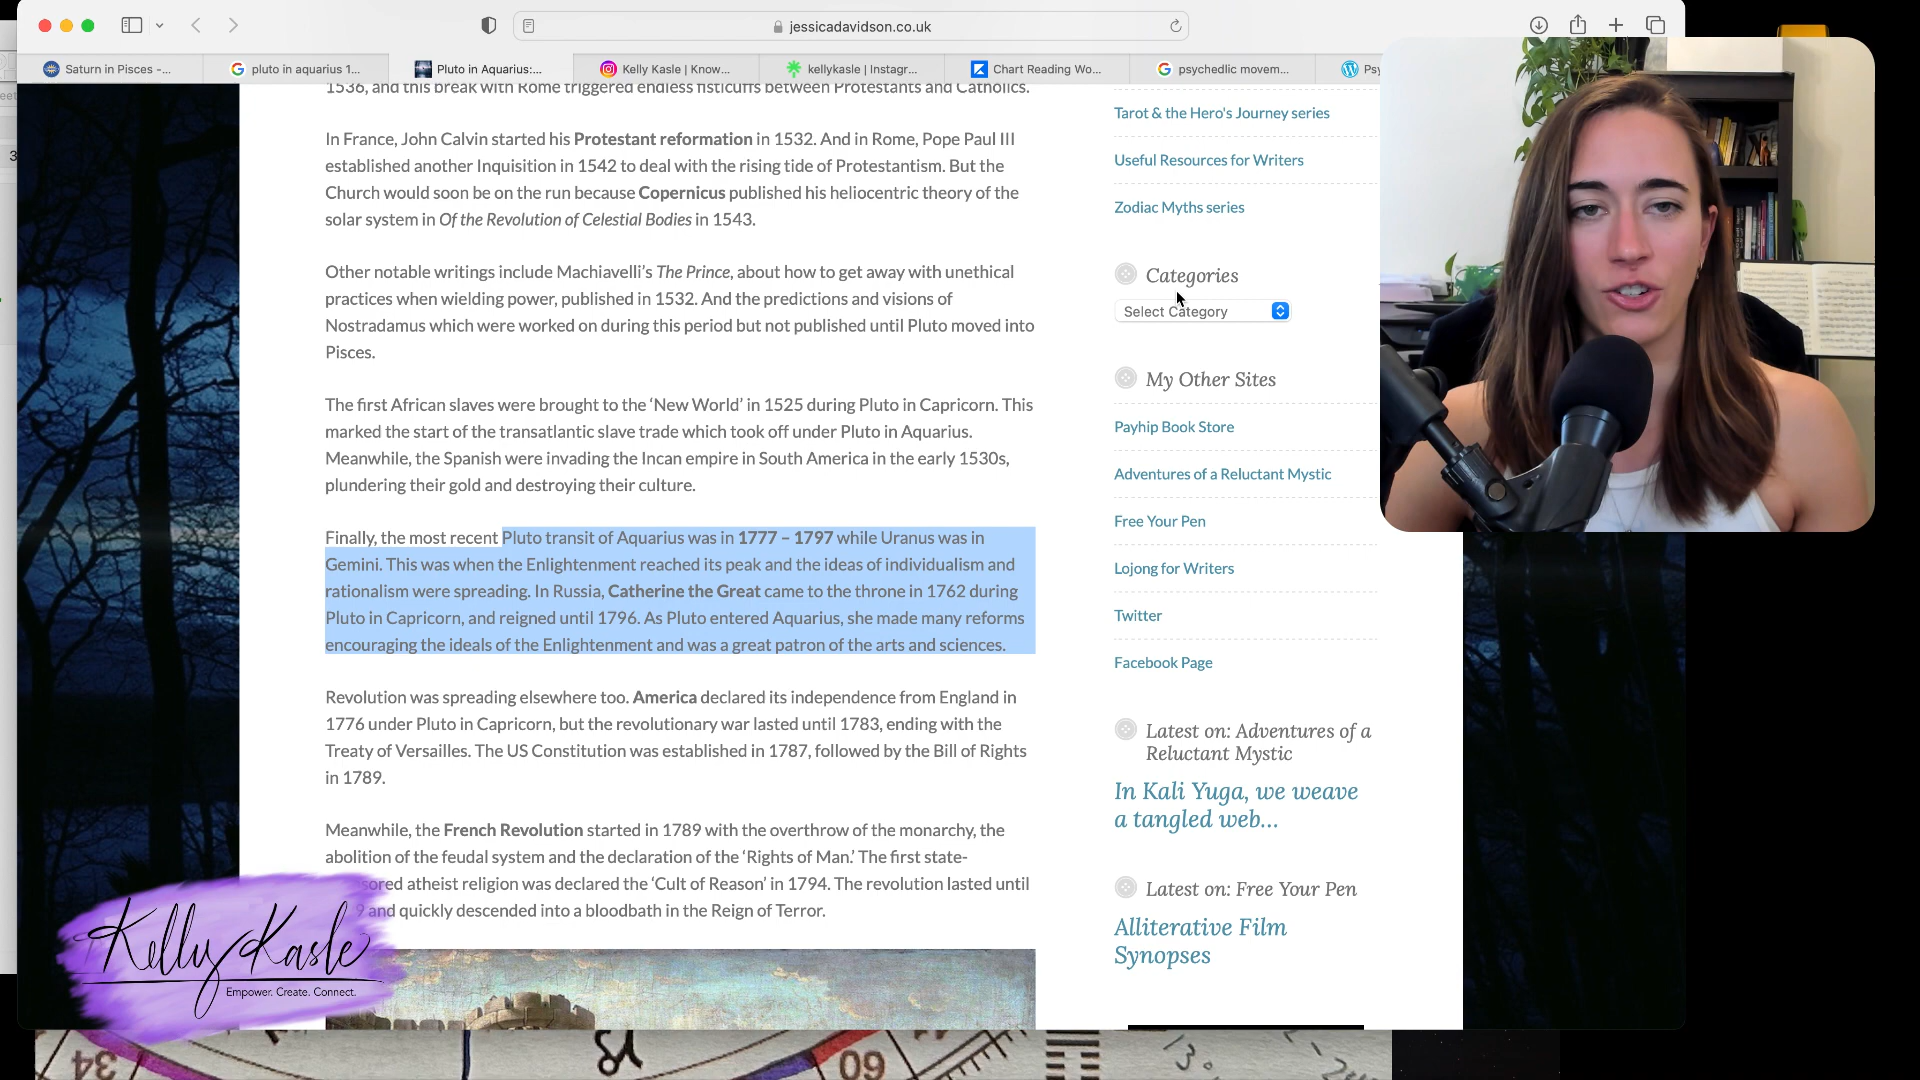 jessicadavidson.co.uk
Saturn in Pisces -...
pluto in aquarius 1...
Pluto in Aquarius:...
Kelly Kasle | Know...
kellykasle | Instagr...
Chart Reading Wo...
psychedlic movem...
1536, and this break with Rome triggered endless fisticuffs between Protestants and Catholics.
In France, John Calvin started his Protestant reformation in 1532. And in Rome, Pope Paul III
established another Inquisition in 1542 to deal with the rising tide of Protestantism. But the
Church would soon be on the run because Copernicus published his heliocentric theory of the
solar system in Of the Revolution of Celestial Bodies in 1543.
Other notable writings include Machiavelli’s The Prince, about how to get away with unethical
practices when wielding power, published in 1532. And the predictions and visions of
Nostradamus which were worked on during this period but not published until Pluto moved into
Pisces.
The first African slaves were brought to the ‘New World’ in 1525 during Pluto in Capricorn. This
marked the start of the transatlantic slave trade which took off under Pluto in Aquarius.
Meanwhile, the Spanish were invading the Incan empire in South America in the early 1530s,
plundering their gold and destroying their culture.
Finally, the most recent Pluto transit of Aquarius was in 1777 – 1797 while Uranus was in
Gemini. This was when the Enlightenment reached its peak and the ideas of individualism and
rationalism were spreading. In Russia, Catherine the Great came to the throne in 1762 during
Pluto in Capricorn, and reigned until 1796. As Pluto entered Aquarius, she made many reforms
encouraging the ideals of the Enlightenment and was a great patron of the arts and sciences.
Revolution was spreading elsewhere too. America declared its independence from England in
1776 under Pluto in Capricorn, but the revolutionary war lasted until 1783, ending with the
Treaty of Versailles. The US Constitution was established in 1787, followed by the Bill of Rights
in 1789.
Meanwhile, the French Revolution started in 1789 with the overthrow of the monarchy, the
abolition of the feudal system and the declaration of the ‘Rights of Man.’ The first state-
sored atheist religion was declared the ‘Cult of Reason’ in 1794. The revolution lasted until
9 and quickly descended into a bloodbath in the Reign of Terror.
Tarot & the Hero's Journey series
Useful Resources for Writers
Zodiac Myths series
Categories
Select Category
My Other Sites
Payhip Book Store
Adventures of a Reluctant Mystic
Free Your Pen
Lojong for Writers
Twitter
Facebook Page
Latest on: Adventures of a
Reluctant Mystic
In Kali Yuga, we weave
a tangled web...
Latest on: Free Your Pen
Alliterative Film
Synopses
Kelly Kasle
Empower. Create. Connect.
34
60
13°